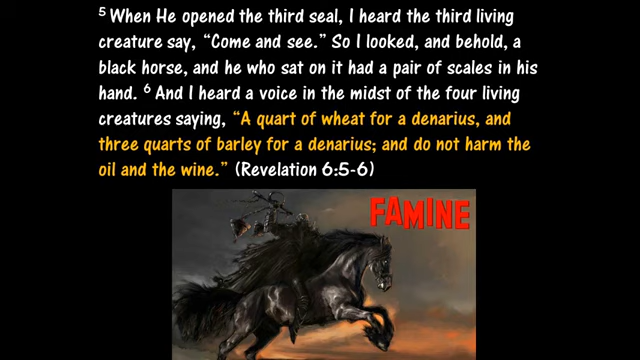 ⁵ When He opened the third seal, I heard the third living
creature say, “Come and see.” So I looked, and behold, a
black horse, and he who sat on it had a pair of scales in his
hand. ⁶ And I heard a voice in the midst of the four living
creatures saying, “A quart of wheat for a denarius, and
three quarts of barley for a denarius; and do not harm the
oil and the wine.” (Revelation 6:5-6)
FAMINE